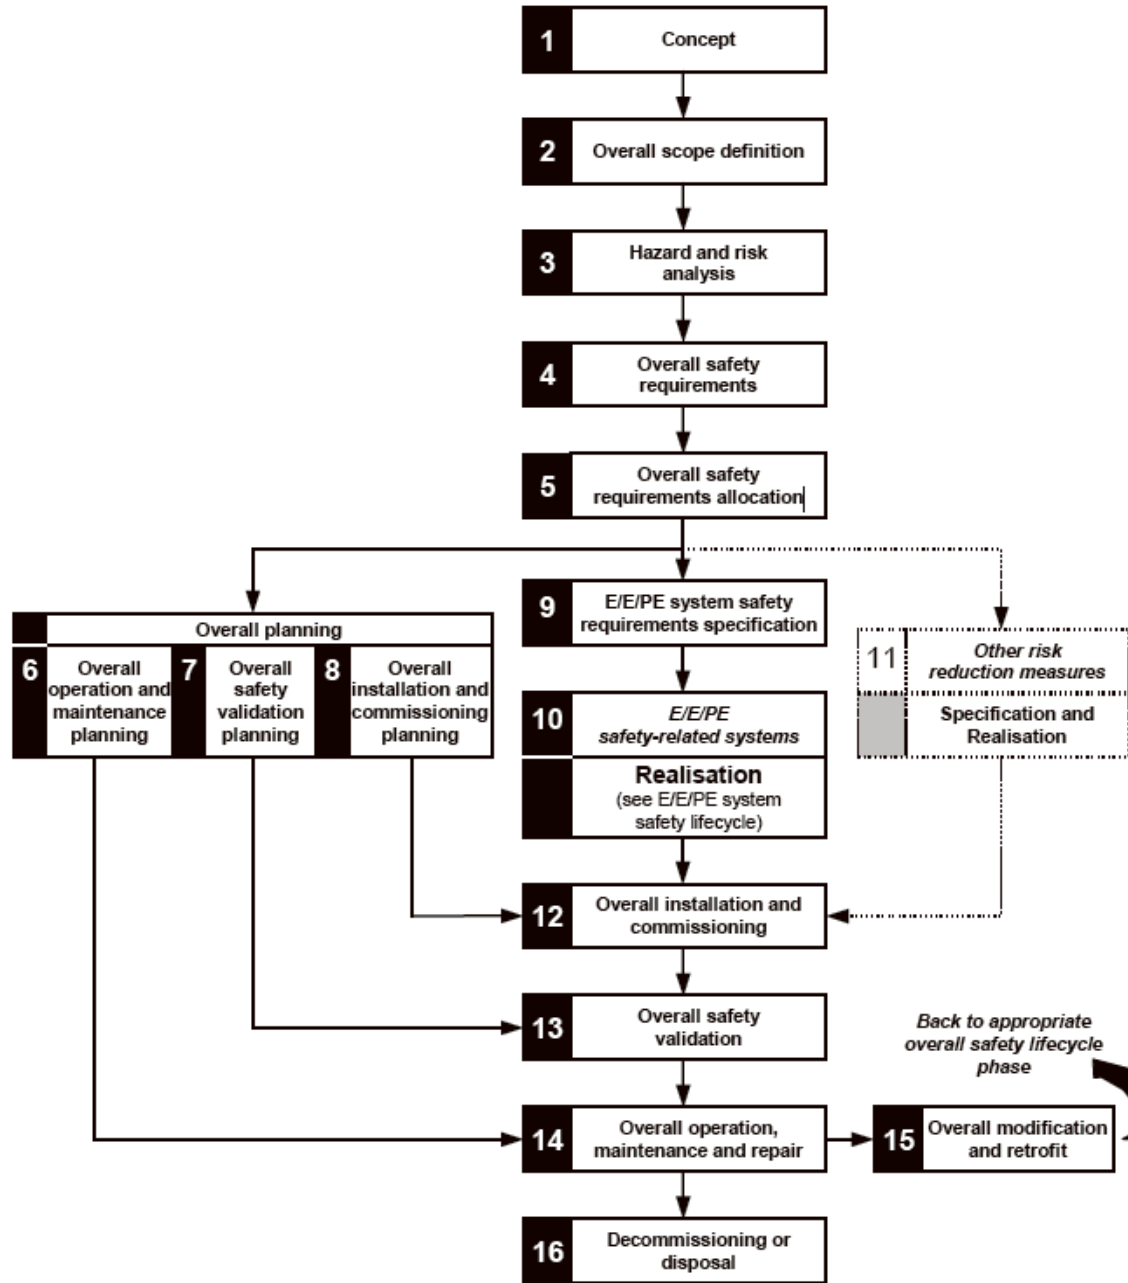 1
Concept
2
Overall scope definition
3
Hazard and risk
analysis
4
Overall safety
requirements
5
Overall safety
requirements allocation
Overall planning
6
Overall
operation and
maintenance
planning
7
Overall
safety
validation
planning
8
Overall
installation and
commissioning
planning
9
E/E/PE system safety
requirements specification
10
E/E/PE
safety-related systems
Realisation
(see E/E/PE system
safety lifecycle)
11
Other risk
reduction measures
Specification and
Realisation
12
Overall installation and
commissioning
13
Overall safety
validation
Back to appropriate
overall safety lifecycle
phase
14
Overall operation,
maintenance and repair
15
Overall modification
and retrofit
16
Decommissioning or
disposal